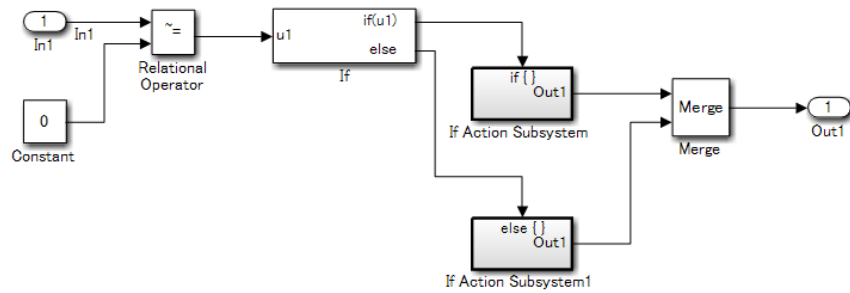 1
In1
In1
~=
Relational
Operator
0
Constant
u1
if(u1)
else
If
if { }
Out1
If Action Subsystem
else { }
Out1
If Action Subsystem1
Merge
Merge
1
Out1